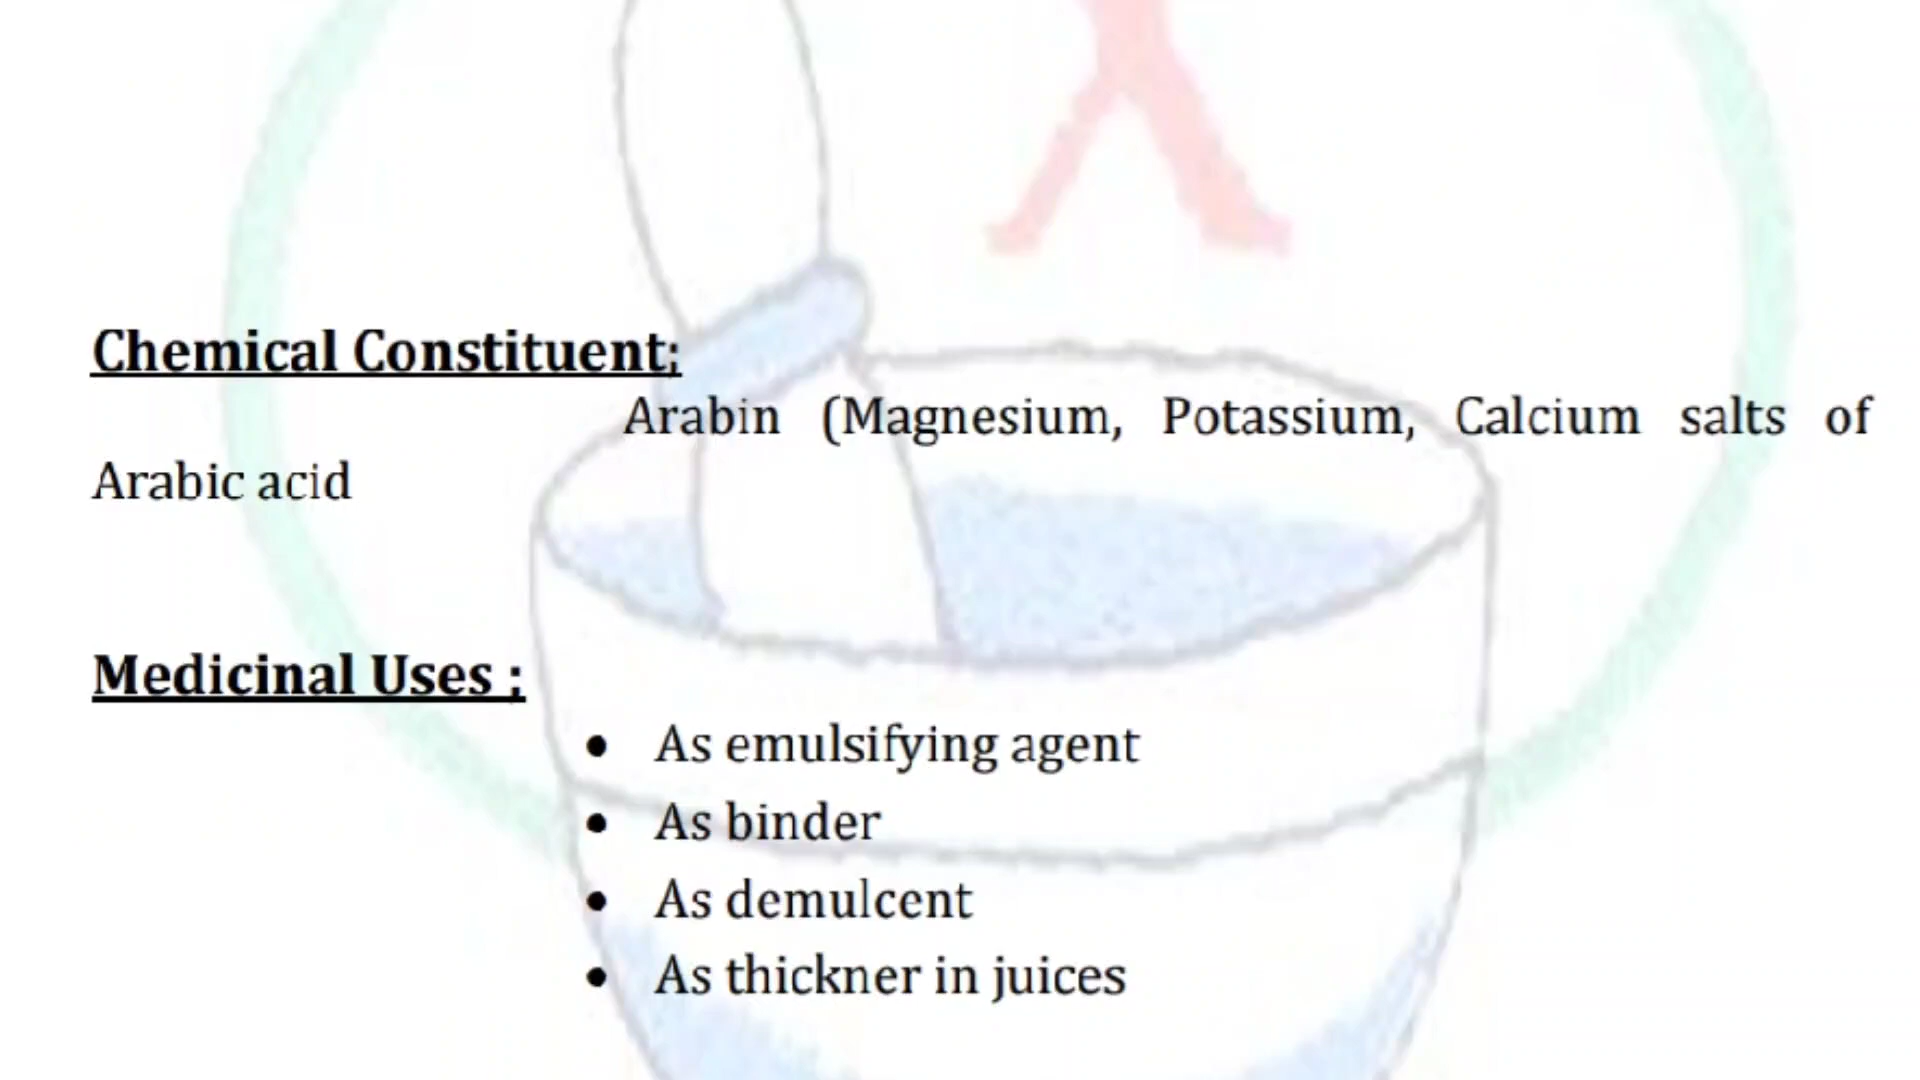 Chemical Constituent;
Arabin (Magnesium, Potassium, Calcium salts of
Arabic acid
Medicinal Uses ;
• As emulsifying agent
• As binder
• As demulcent
• As thickner in juices